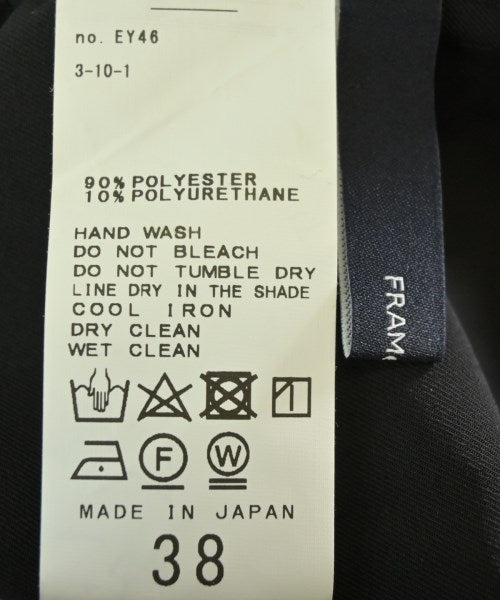 no. EY46
3-10-1
90% POLYESTER
10% POLYURETHANE
HAND WASH
DO NOT BLEACH
DO NOT TUMBLE DRY
LINE DRY IN THE SHADE
COOL IRON
DRY CLEAN
WET CLEAN
F W
MADE IN JAPAN
38
FRAM